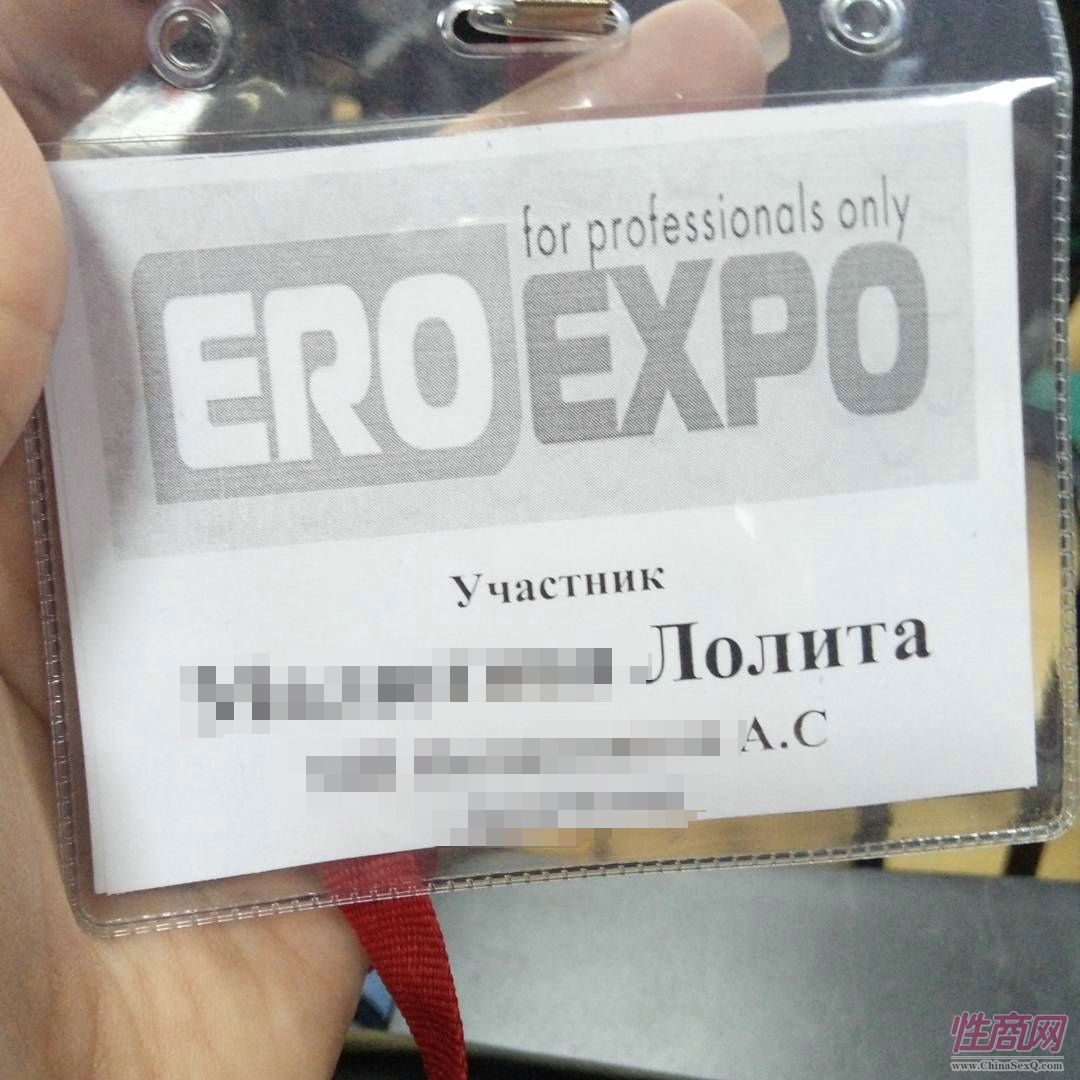 for professionals only
EROEXPO
Участник
Лолита
А.С
性商网
www.ChinaSexQ.com